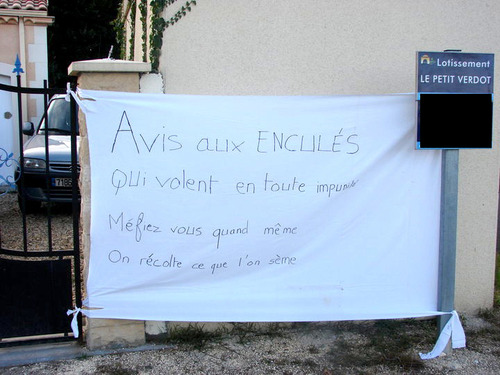 Lotissement
LE PETIT VERDOT
AVIS AUX ENCULÉS
QUi volent en toute impunité
Méfiez vous quand même
On récolte ce que l'on sème